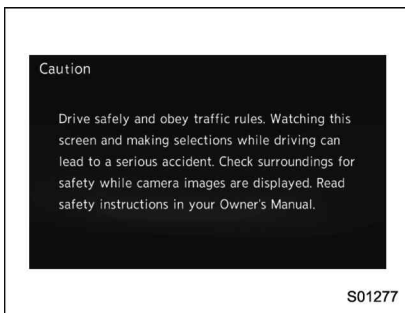 Caution
Drive safely and obey traffic rules. Watching this
screen and making selections while driving can
lead to a serious accident. Check surroundings for
safety while camera images are displayed. Read
safety instructions in your Owner's Manual.
S01277